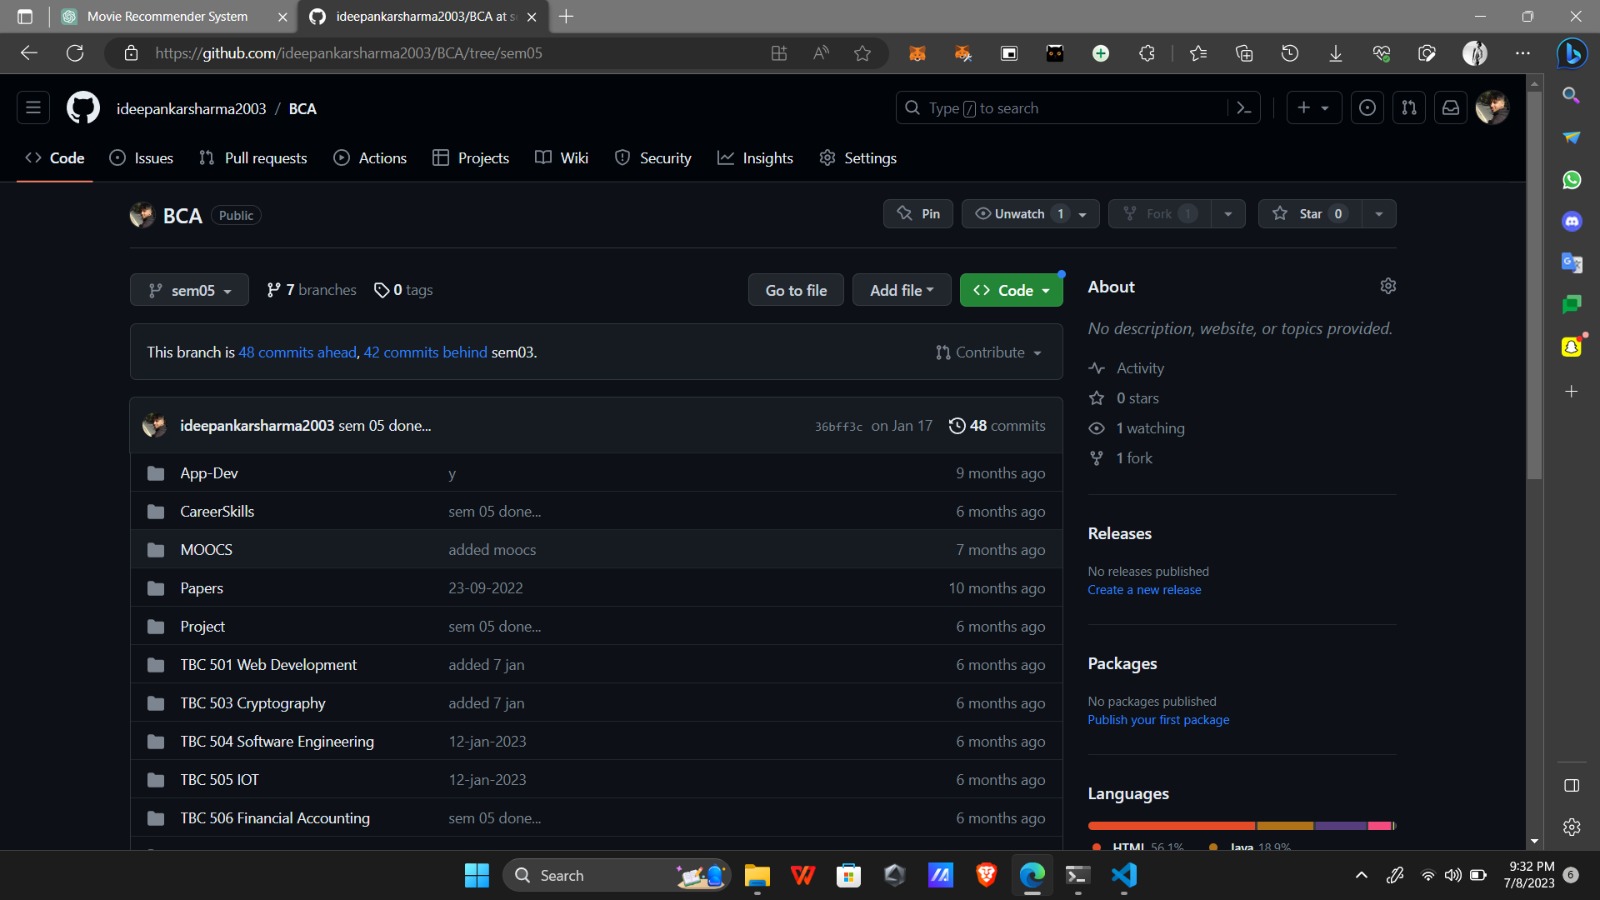 Movie Recommender System
ideepankarsharma2003/BCA at s
https://github.com/ideepankarsharma2003/BCA/tree/sem05
ideepankarsharma2003 / BCA
Type / to search
Code Issues Pull requests Actions Projects Wiki Security Insights Settings
BCA Public
Pin Unwatch 1 Fork 1 Star 0
sem05 7 branches 0 tags Go to file Add file Code
This branch is 48 commits ahead, 42 commits behind sem03. Contribute
ideepankarsharma2003 sem 05 done... 36bff3c on Jan 17 48 commits
App-Dev y 9 months ago
CareerSkills sem 05 done... 6 months ago
MOOCS added moocs 7 months ago
Papers 23-09-2022 10 months ago
Project sem 05 done... 6 months ago
TBC 501 Web Development added 7 jan 6 months ago
TBC 503 Cryptography added 7 jan 6 months ago
TBC 504 Software Engineering 12-jan-2023 6 months ago
TBC 505 IOT 12-jan-2023 6 months ago
TBC 506 Financial Accounting sem 05 done... 6 months ago
About
No description, website, or topics provided.
Activity
0 stars
1 watching
1 fork
Releases
No releases published
Create a new release
Packages
No packages published
Publish your first package
Languages
HTML 56.1% Java 18.9%
Search
9:32 PM
7/8/2023
6